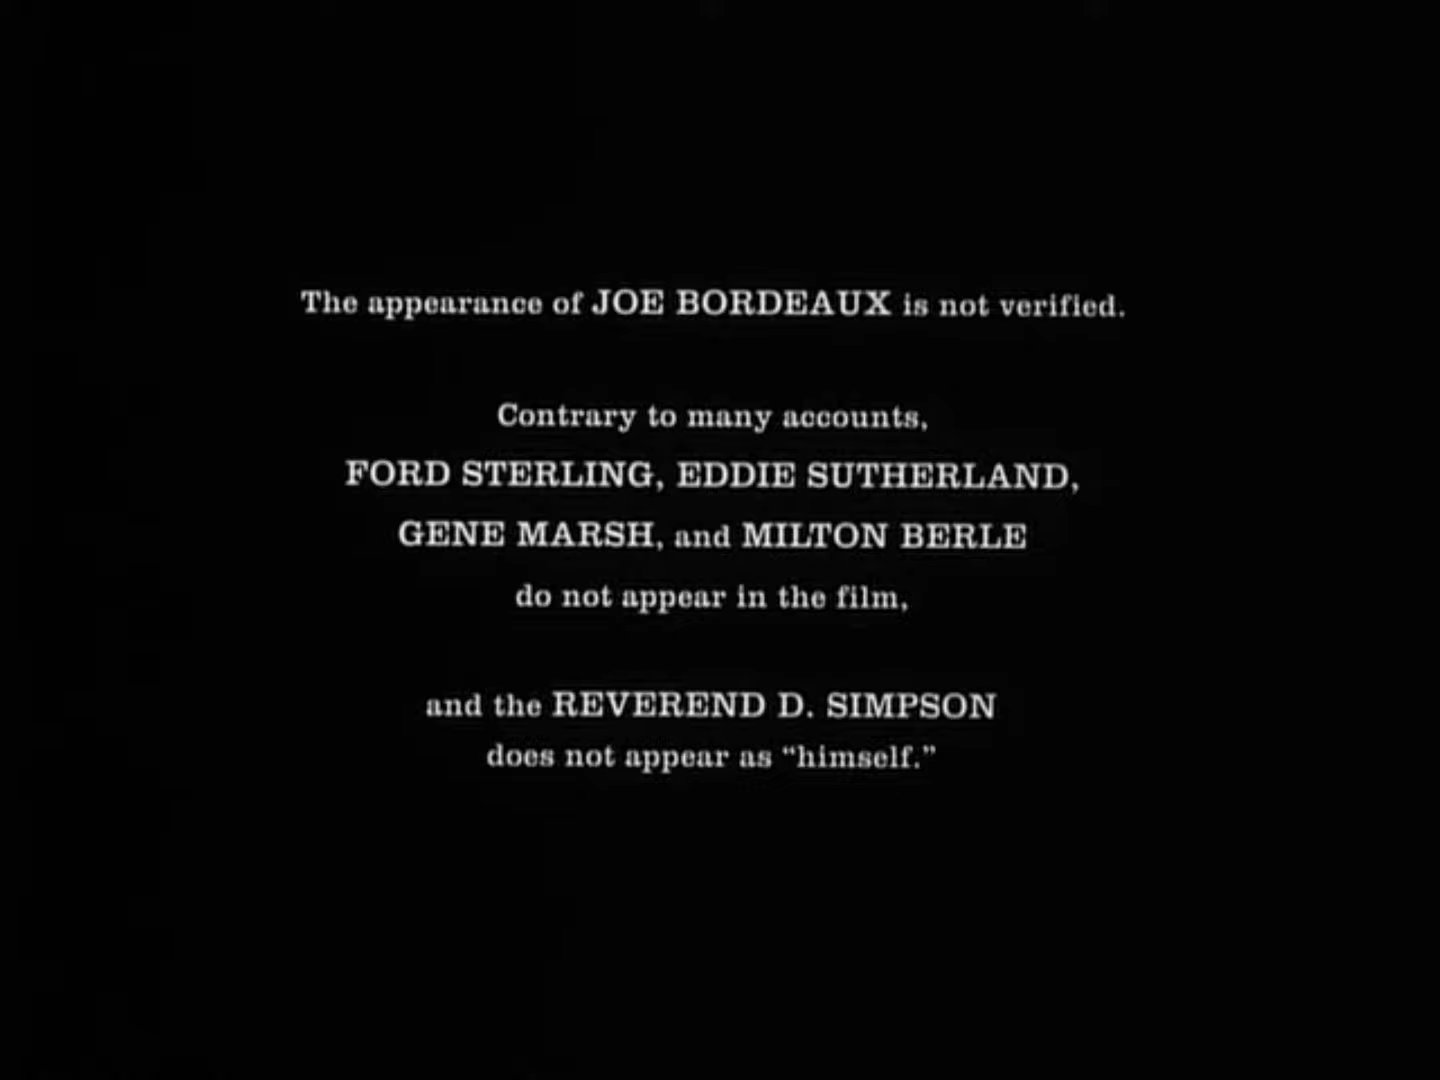 The appearance of JOE BORDEAUX is not verified.
Contrary to many accounts,
FORD STERLING, EDDIE SUTHERLAND,
GENE MARSH, and MILTON BERLE
do not appear in the film,
and the REVEREND D. SIMPSON
does not appear as “himself.”